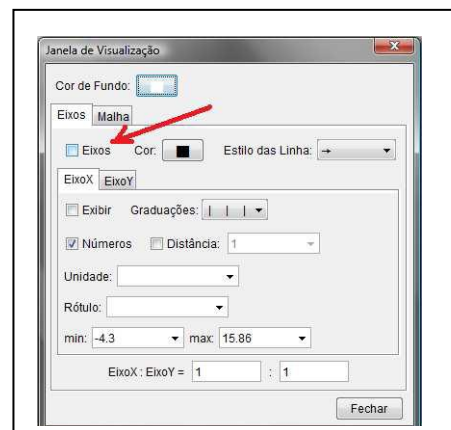 Janela de Visualização
Cor de Fundo:
Eixos Malha
Eixos Cor: Estilo das Linha:
EixoX EixoY
Exibir Graduações:
Números Distância: 1
Unidade:
Rótulo:
min: -4.3 max: 15.86
EixoX : EixoY = 1 : 1
Fechar